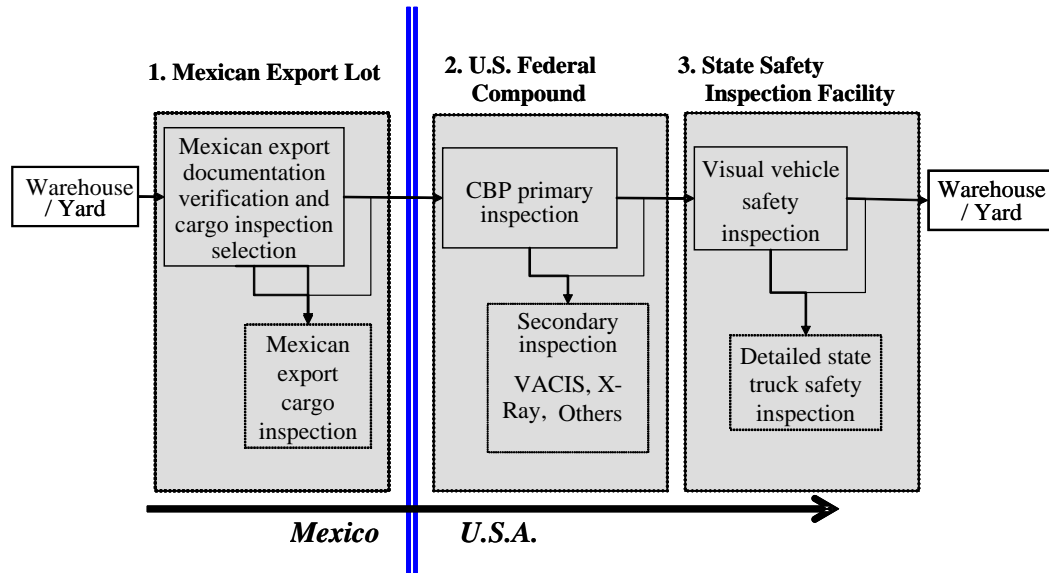 1. Mexican Export Lot
2. U.S. Federal
Compound
3. State Safety
Inspection Facility
Warehouse
/ Yard
Mexican export
documentation
verification and
cargo inspection
selection
Mexican
export
cargo
inspection
CBP primary
inspection
Secondary
inspection
VACIS, X-
Ray, Others
Visual vehicle
safety
inspection
Detailed state
truck safety
inspection
Warehouse
/ Yard
Mexico
U.S.A.